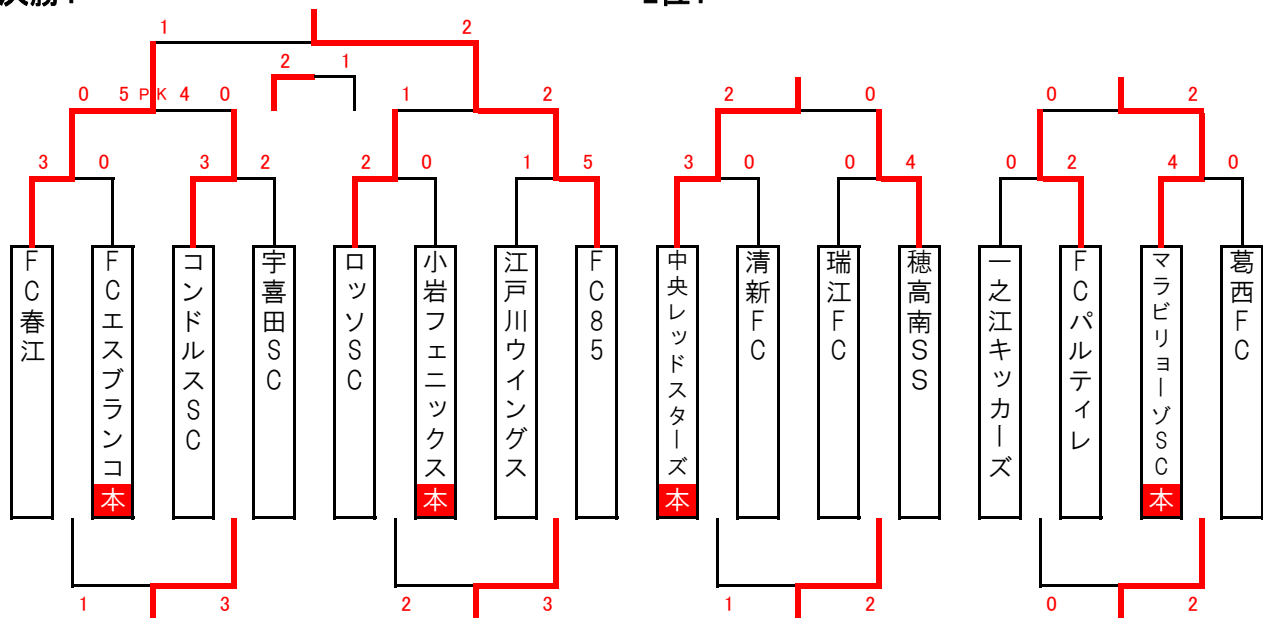 1 2
2 1
0 5 PK 4 0
1 2
2 0
0 2
3 0
3 2
2 0
1 5
3 0
0 4
0 2
4 0
FC春江
FCエスブランコ本
コンドルスSC
宇喜田SC
ロッソSC
小岩フェニックス本
江戸川ウイングス
FC85
中央レッドスターズ本
清新FC
瑞江FC
穂高南SS
一之江キッカーズ
FCパルティレ
マラビリョーゾSC本
葛西FC
1 3
2 3
1 2
0 2